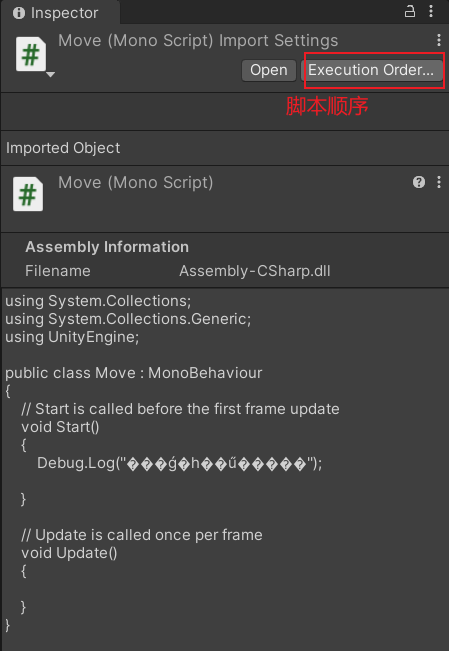 Inspector
Move (Mono Script) Import Settings
Open
Execution Order...
脚本顺序
Imported Object
Move (Mono Script)
Assembly Information
Filename Assembly-CSharp.dll
using System.Collections;
using System.Collections.Generic;
using UnityEngine;
public class Move : MonoBehaviour
{
// Start is called before the first frame update
void Start()
{
Debug.Log("���ǵ�һ��ű�����");
}
// Update is called once per frame
void Update()
{
}
}